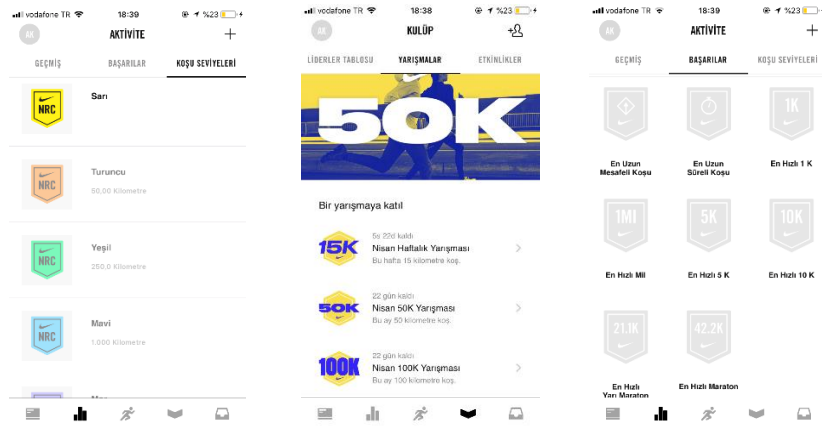 vodafone TR 18:39 %23
AK AKTİVİTE +
GEÇMİŞ BAŞARILAR KOŞU SEVİYELERİ
NRC Sarı
NRC Turuncu
50,00 Kilometre
NRC Yeşil
250,0 Kilometre
NRC Mavi
1.000 Kilometre
vodafone TR 18:38 %23
AK KULÜP
LİDERLER TABLOSU YARIŞMALAR ETKİNLİKLER
50K
Bir yarışmaya katıl
15K
5s 22d kaldı
Nisan Haftalık Yarışması
Bu hafta 15 kilometre koş.
50K
22 gün kaldı
Nisan 50K Yarışması
Bu ay 50 kilometre koş.
100K
22 gün kaldı
Nisan 100K Yarışması
Bu ay 100 kilometre koş.
vodafone TR 18:39 %23
AK AKTİVİTE +
GEÇMİŞ BAŞARILAR KOŞU SEVİYELERİ
1K
En Uzun
Mesafeli Koşu
En Uzun
Süreli Koşu
En Hızlı 1 K
1MI 5K 10K
En Hızlı Mil En Hızlı 5 K En Hızlı 10 K
21.1K 42.2K
En Hızlı
Yarı Maraton
En Hızlı Maraton